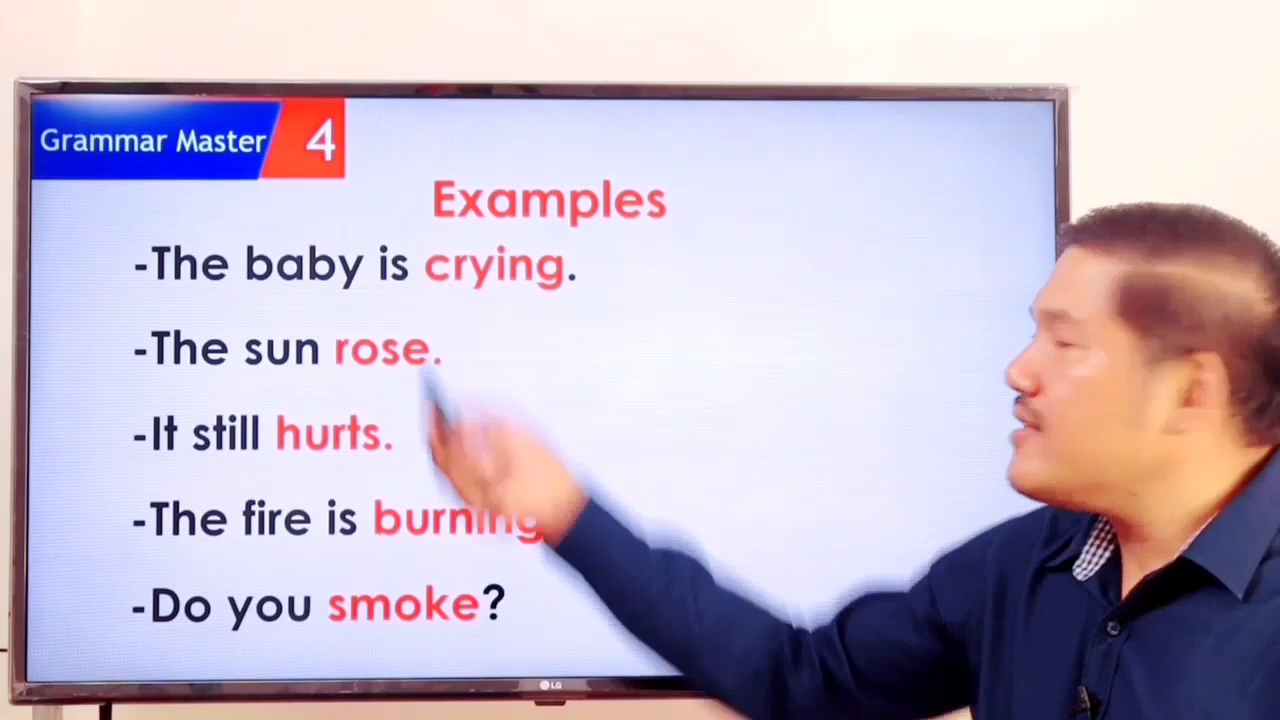 Grammar Master 4
Examples
-The baby is crying.
-The sun rose.
-It still hurts.
-The fire is burning
-Do you smoke?
LG